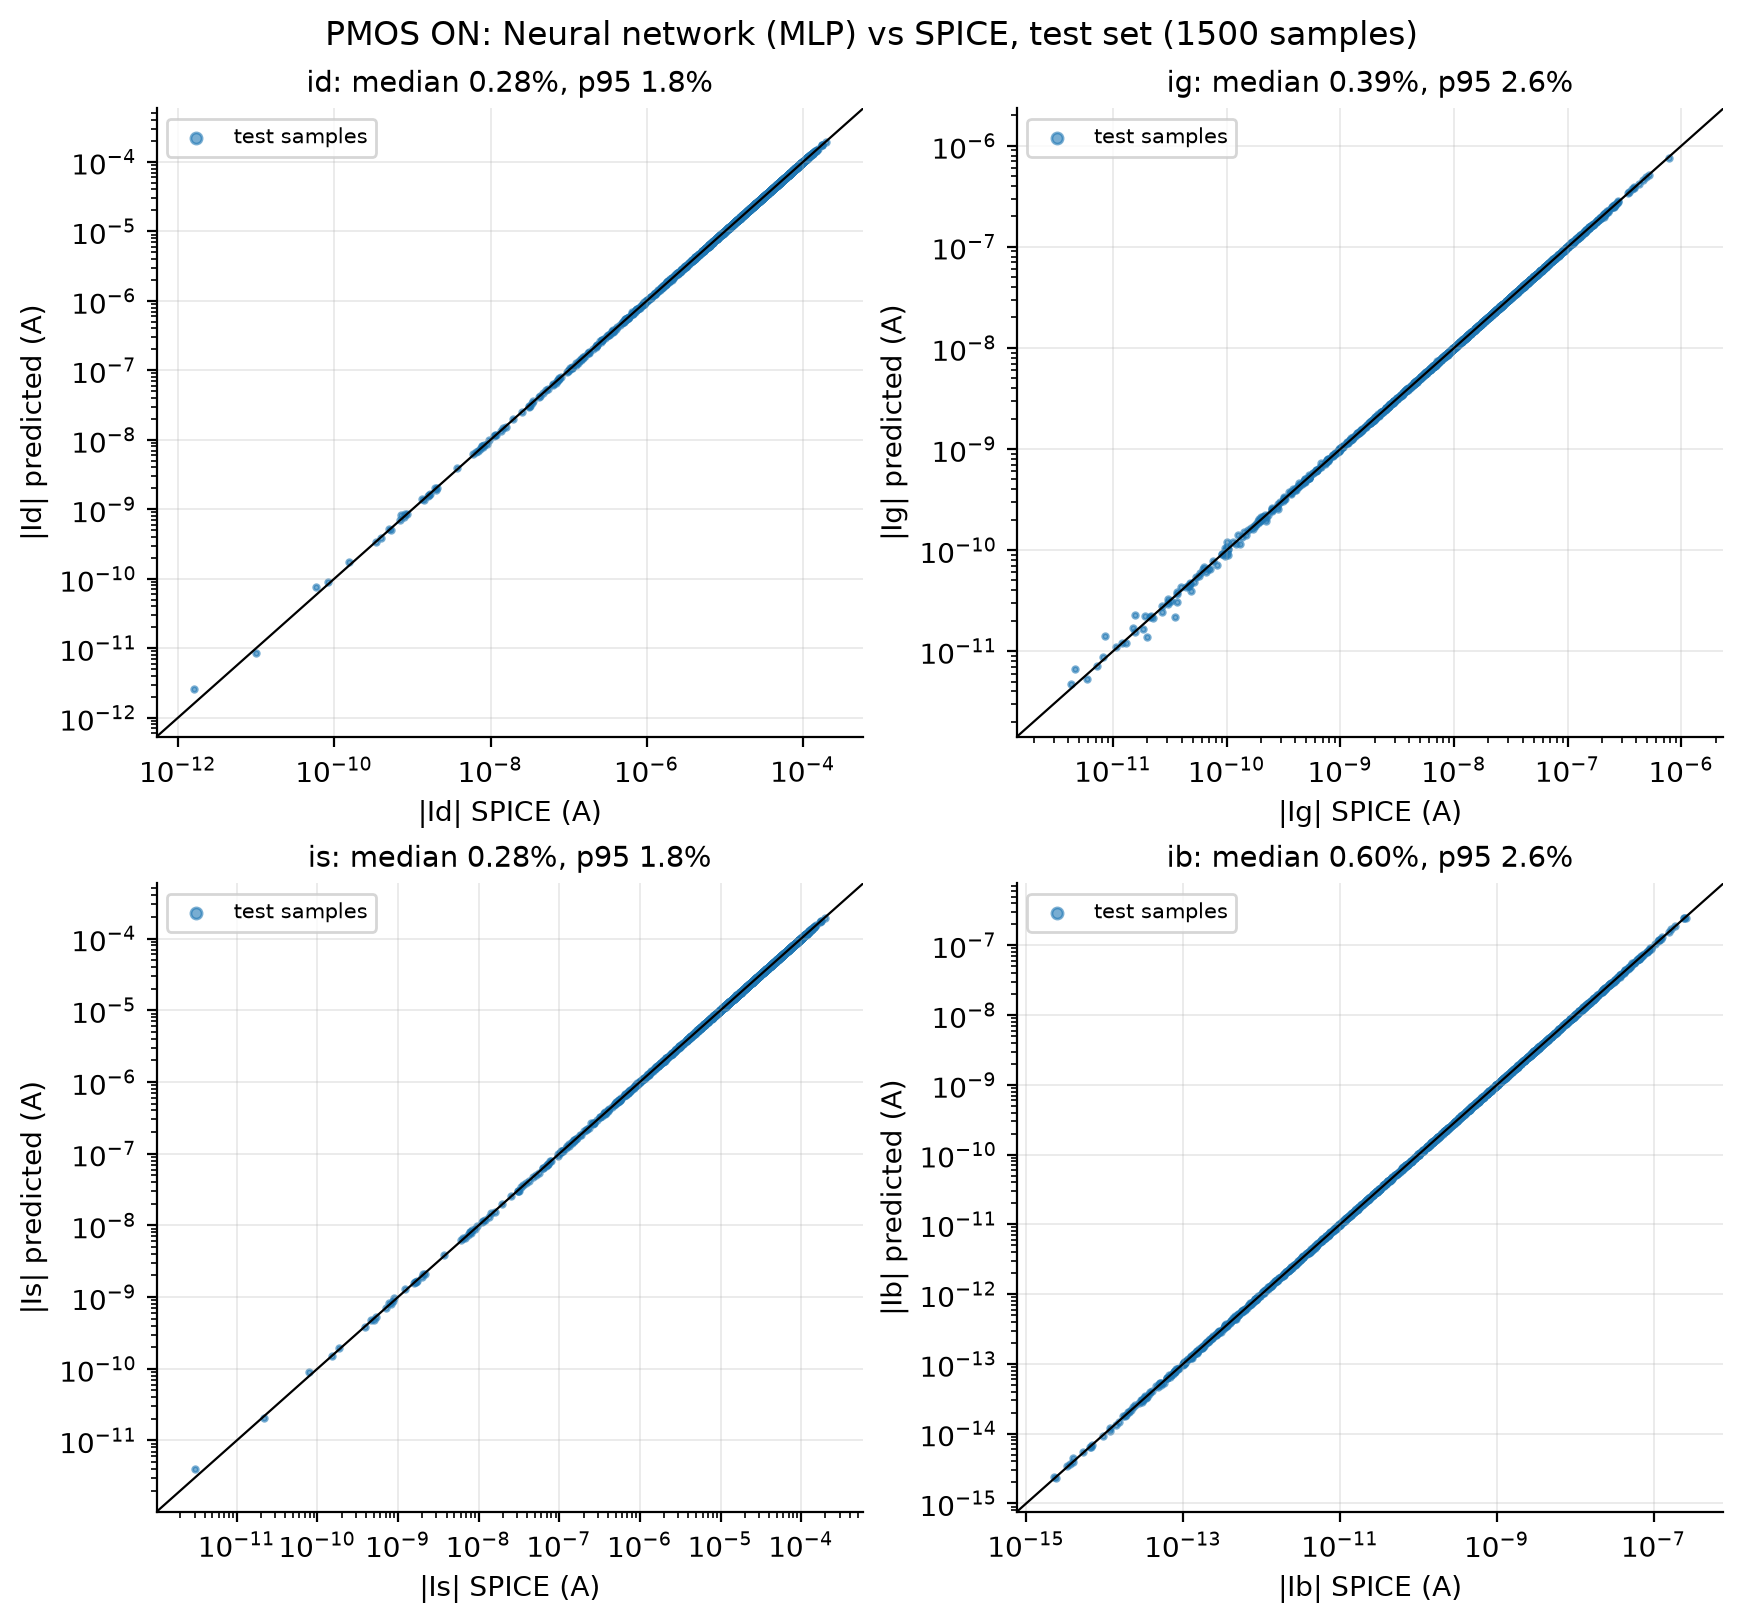 PMOS ON: Neural network (MLP) vs SPICE, test set (1500 samples)
id: median 0.28%, p95 1.8%
test samples
10⁻⁴
10⁻⁵
10⁻⁶
10⁻⁷
10⁻⁸
10⁻⁹
10⁻¹⁰
10⁻¹¹
10⁻¹²
|Id| predicted (A)
10⁻¹² 10⁻¹⁰ 10⁻⁸ 10⁻⁶ 10⁻⁴
|Id| SPICE (A)
ig: median 0.39%, p95 2.6%
test samples
10⁻⁶
10⁻⁷
10⁻⁸
10⁻⁹
10⁻¹⁰
10⁻¹¹
|Ig| predicted (A)
10⁻¹¹ 10⁻¹⁰ 10⁻⁹ 10⁻⁸ 10⁻⁷ 10⁻⁶
|Ig| SPICE (A)
is: median 0.28%, p95 1.8%
test samples
10⁻⁴
10⁻⁵
10⁻⁶
10⁻⁷
10⁻⁸
10⁻⁹
10⁻¹⁰
10⁻¹¹
|Is| predicted (A)
10⁻¹¹ 10⁻¹⁰ 10⁻⁹ 10⁻⁸ 10⁻⁷ 10⁻⁶ 10⁻⁵ 10⁻⁴
|Is| SPICE (A)
ib: median 0.60%, p95 2.6%
test samples
10⁻⁷
10⁻⁸
10⁻⁹
10⁻¹⁰
10⁻¹¹
10⁻¹²
10⁻¹³
10⁻¹⁴
10⁻¹⁵
|Ib| predicted (A)
10⁻¹⁵ 10⁻¹³ 10⁻¹¹ 10⁻⁹ 10⁻⁷
|Ib| SPICE (A)